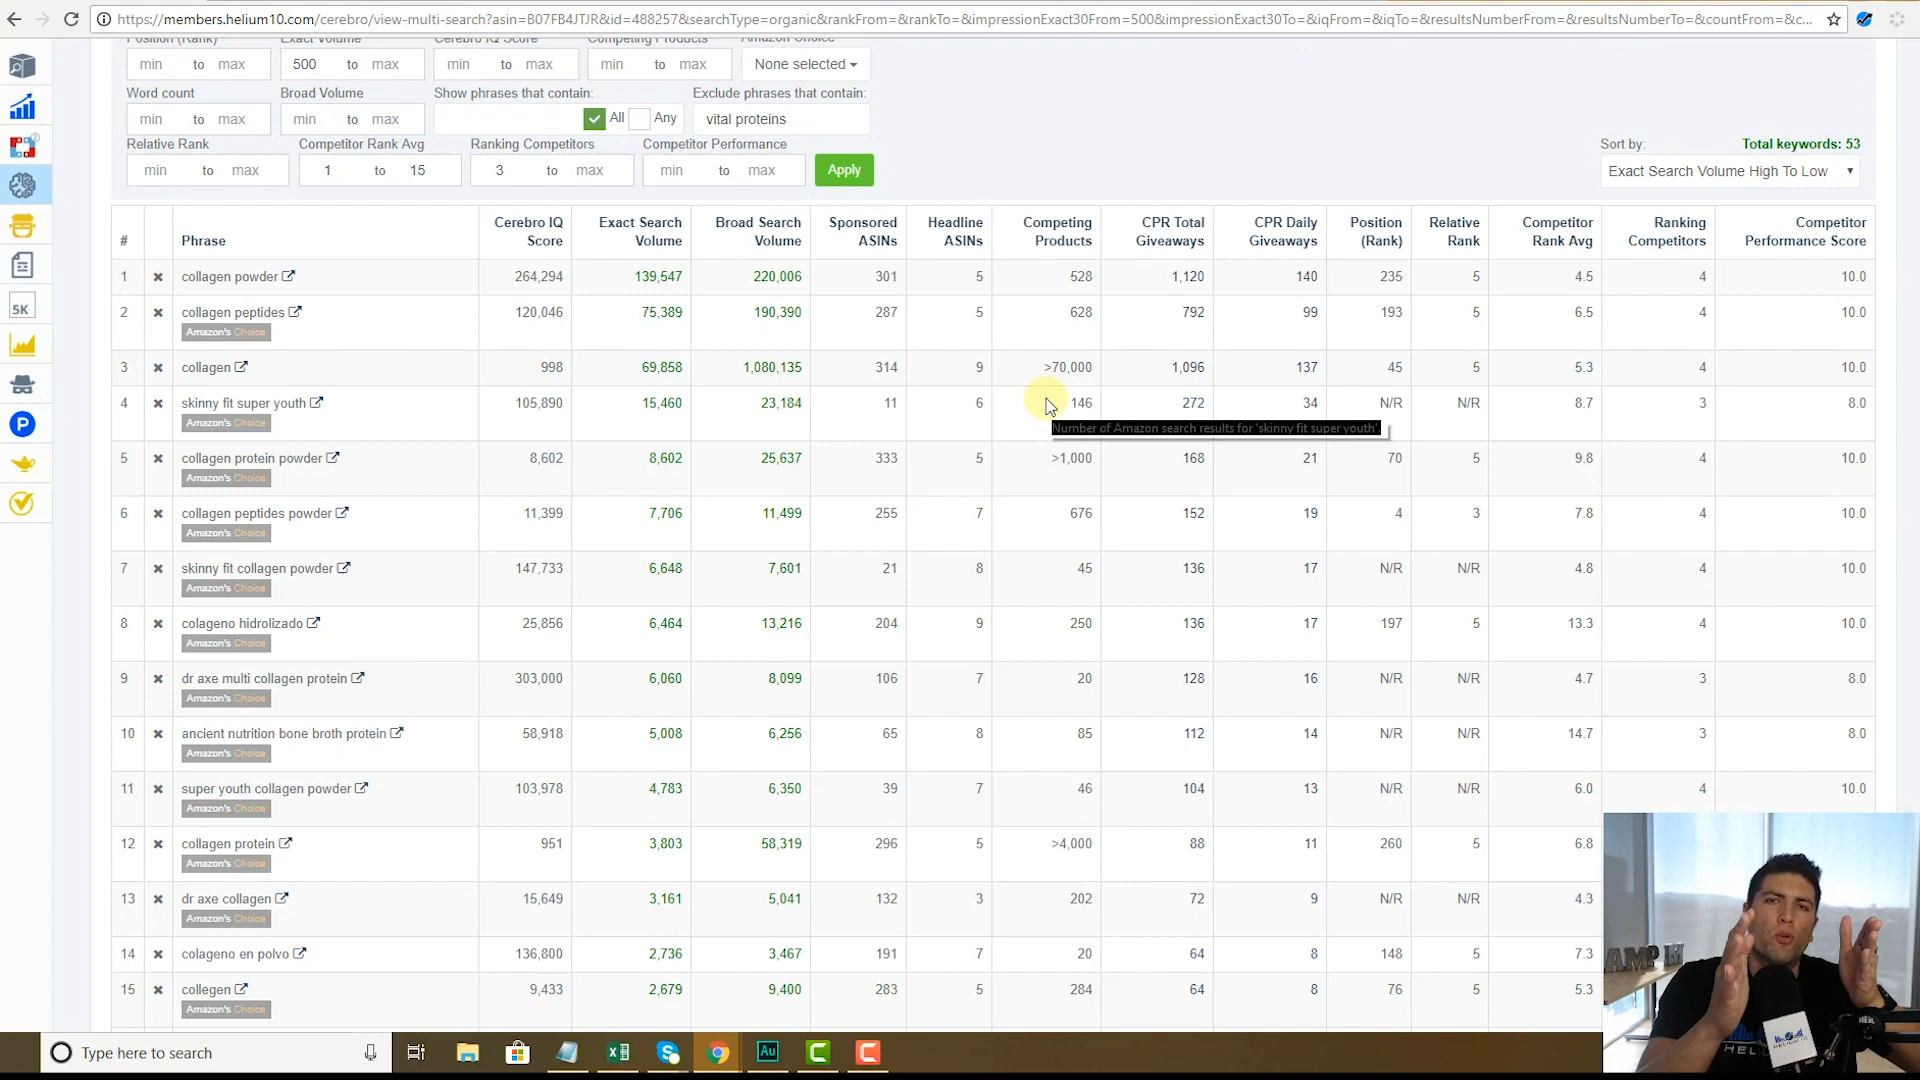 https://members.helium10.com/cerebro/view-multi-search?asin=B07FB4JTJR&id=488257&searchType=organic&rankFrom=&rankTo=&impressionExact30From=500&impressionExact30To=&iqFrom=&iqTo=&resultsNumberFrom=&resultsNumberTo=&countFrom=&c...
Position (Rank) Exact Volume Cerebro IQ Score Competing Products Amazon Choice
min to max 500 to max min to max min to max None selected
Word count Broad Volume Show phrases that contain: Exclude phrases that contain:
min to max min to max All Any vital proteins
Relative Rank Competitor Rank Avg Ranking Competitors Competitor Performance Sort by: Total keywords: 53
min to max 1 to 15 3 to max min to max Apply Exact Search Volume High To Low
# Phrase Cerebro IQ Score Exact Search Volume Broad Search Volume Sponsored ASINs Headline ASINs Competing Products CPR Total Giveaways CPR Daily Giveaways Position (Rank) Relative Rank Competitor Rank Avg Ranking Competitors Competitor Performance Score
1 collagen powder 264,294 139,547 220,006 301 5 528 1,120 140 235 5 4.5 4 10.0
2 collagen peptides 120,046 75,389 190,390 287 5 628 792 99 193 5 6.5 4 10.0
Amazon's Choice
3 collagen 998 69,858 1,080,135 314 9 >70,000 1,096 137 45 5 5.3 4 10.0
4 skinny fit super youth 105,890 15,460 23,184 11 6 146 272 34 N/R N/R 8.7 3 8.0
Amazon's Choice
Number of Amazon search results for 'skinny fit super youth'.
5 collagen protein powder 8,602 8,602 25,637 333 5 >1,000 168 21 70 5 9.8 4 10.0
Amazon's Choice
6 collagen peptides powder 11,399 7,706 11,499 255 7 676 152 19 4 3 7.8 4 10.0
Amazon's Choice
7 skinny fit collagen powder 147,733 6,648 7,601 21 8 45 136 17 N/R N/R 4.8 4 10.0
Amazon's Choice
8 colageno hidrolizado 25,856 6,464 13,216 204 9 250 136 17 197 5 13.3 4 10.0
Amazon's Choice
9 dr axe multi collagen protein 303,000 6,060 8,099 106 7 20 128 16 N/R N/R 4.7 3 8.0
Amazon's Choice
10 ancient nutrition bone broth protein 58,918 5,008 6,256 65 8 85 112 14 N/R N/R 14.7 3 8.0
Amazon's Choice
11 super youth collagen powder 103,978 4,783 6,350 39 7 46 104 13 N/R N/R 6.0 4 10.0
Amazon's Choice
12 collagen protein 951 3,803 58,319 296 5 >4,000 88 11 260 5 6.8
Amazon's Choice
13 dr axe collagen 15,649 3,161 5,041 132 3 202 72 9 N/R N/R 4.3
Amazon's Choice
14 colageno en polvo 136,800 2,736 3,467 191 7 20 64 8 148 5 7.3
15 collegen 9,433 2,679 9,400 283 5 284 64 8 76 5 5.3
Amazon's Choice
5K
P
Type here to search
Au